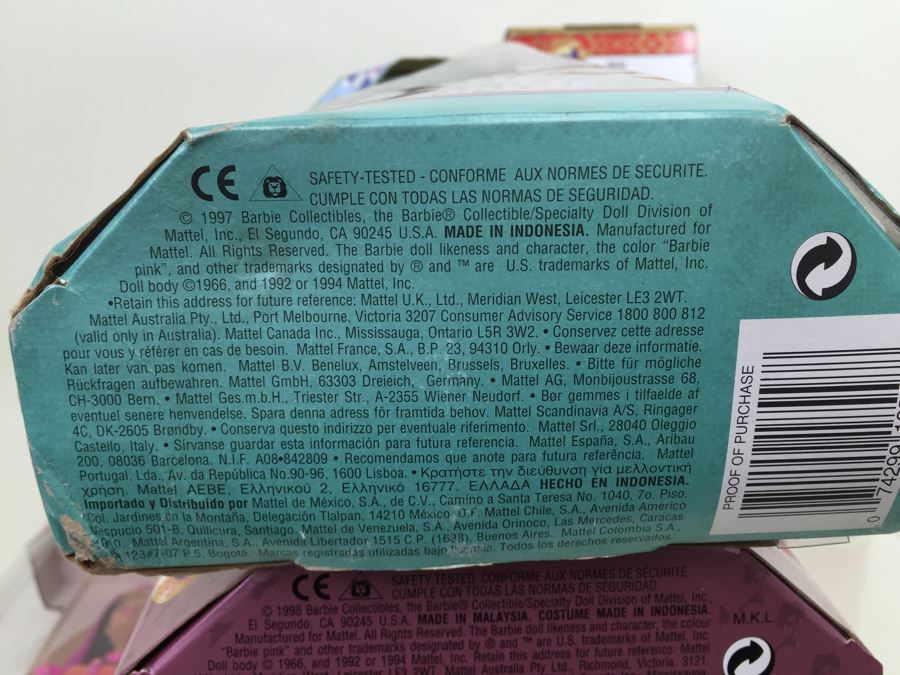 CE SAFETY-TESTED - CONFORME AUX NORMES DE SECURITE.
CUMPLE CON TODAS LAS NORMAS DE SEGURIDAD.
© 1997 Barbie Collectibles, the Barbie® Collectible/Specialty Doll Division of
Mattel, Inc., El Segundo, CA 90245 U.S.A. MADE IN INDONESIA. Manufactured for
Mattel. All Rights Reserved. The Barbie doll likeness and character, the color "Barbie
pink", and other trademarks designated by ® and ™ are U.S. trademarks of Mattel, Inc.
Doll body ©1966, and 1992 or 1994 Mattel, Inc.
•Retain this address for future reference: Mattel U.K., Ltd., Meridian West, Leicester LE3 2WT.
Mattel Australia Pty., Ltd., Port Melbourne, Victoria 3207 Consumer Advisory Service 1800 800 812
(valid only in Australia). Mattel Canada Inc., Mississauga, Ontario L5R 3W2. • Conservez cette adresse
pour vous y référer en cas de besoin. Mattel France, S.A., B.P. 23, 94310 Orly. • Bewaar deze informatie.
Kan later van pas komen. Mattel B.V. Benelux, Amstelveen, Brussels, Bruxelles. • Bitte für mögliche
Rückfragen aufbewahren. Mattel GmbH, 63303 Dreieich, Germany. • Mattel AG, Monbijoustrasse 68,
CH-3000 Bern. • Mattel Ges.m.b.H., Triester Str., A-2355 Wiener Neudorf. • Bør gemmes i tilfaelde af
eventuel senere henvendelse. Spara denna adress för framtida behov. Mattel Scandinavia A/S, Ringager
4C, DK-2605 Brøndby. • Conserva questo indirizzo per eventuale riferimento. Mattel Srl., 28040 Oleggio
Castello, Italy. • Sírvanse guardar esta información para futura referencia. Mattel España, S.A., Aribau
200, 08036 Barcelona. N.I.F. A08•842809 • Recomendamos que anote para futura referência. Mattel
Portugal, Lda., Av. da República No.90-96, 1600 Lisboa. • Κρατήστε την διεύθυνση για μελλοντική
χρήση. Mattel AEBE, Ελληνικού 2, Ελληνικό 16777. ΕΛΛΑΔΑ HECHO EN INDONESIA.
Importado y Distribuido por Mattel de México, S.A., de C.V., Camino a Santa Teresa No. 1040, 7o. Piso,
Col. Jardines en la Montaña, Delegación Tlalpan, 14210 México D.F. Mattel Chile, S.A., Avenida Americo
Vespucio 501-B, Quilicura, Santiago. Mattel de Venezuela, S.A., Avenida Orinoco, Las Mercedes, Caracas
Mattel Argentina, S.A., Avenida Libertador 1515 C.P. (1638), Buenos Aires. Mattel Colombia S.A.,
123#7-07 P.5, Bogotá. Marcas registradas utilizadas bajo licencia. Todos los derechos reservados.
PROOF OF PURCHASE
0 74299
CE SAFETY TESTED. CONFORME AUX NORMES DE SÉCURITÉ.
CUMPLE CON TODAS LAS NORMAS DE SEGURIDAD.
© 1998 Barbie Collectibles, the Barbie® Collectible/Specialty Doll Division of Mattel, Inc.,
El Segundo, CA 90245 U.S.A. MADE IN MALAYSIA. COSTUME MADE IN INDONESIA.
Manufactured for Mattel. All Rights Reserved. The Barbie doll likeness and character, the colour
"Barbie pink" and other trademarks designated by ® and ™ are U.S. trademarks of Mattel, Inc.
Doll body © 1966, and 1992 or 1994 Mattel, Inc. Retain this address for future reference: Mattel
Leicester LE3 2WT. Mattel Australia Pty Ltd., Richmond, Victoria. 3121.
M.K.L.